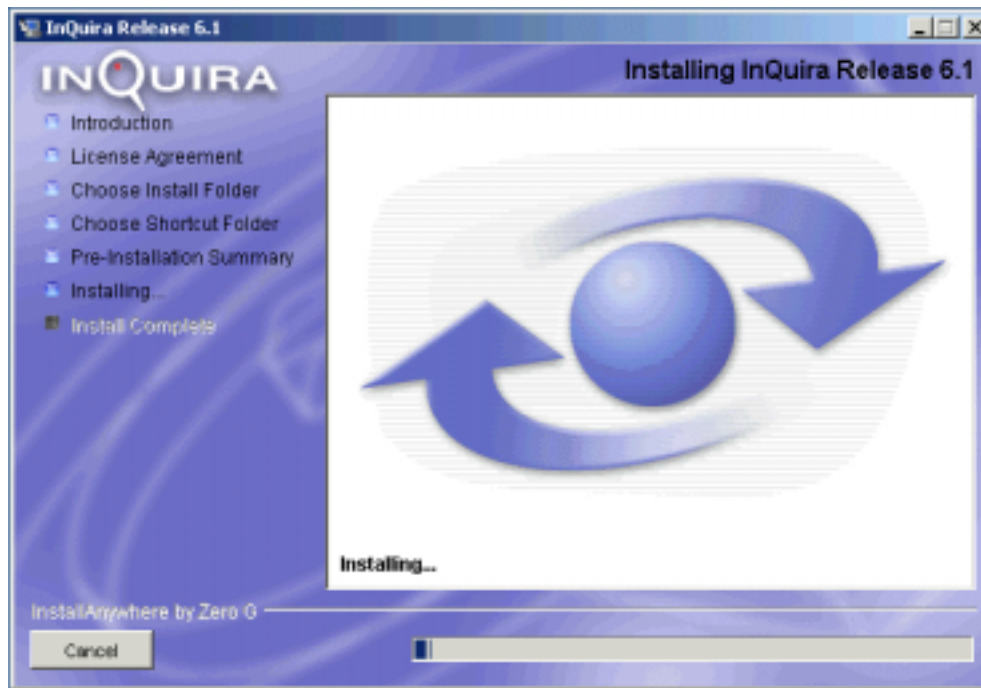 InQuira Release 6.1
INQUIRA
Installing InQuira Release 6.1
Introduction
License Agreement
Choose Install Folder
Choose Shortcut Folder
Pre-Installation Summary
Installing...
Install Complete
Installing...
InstallAnywhere by Zero G
Cancel